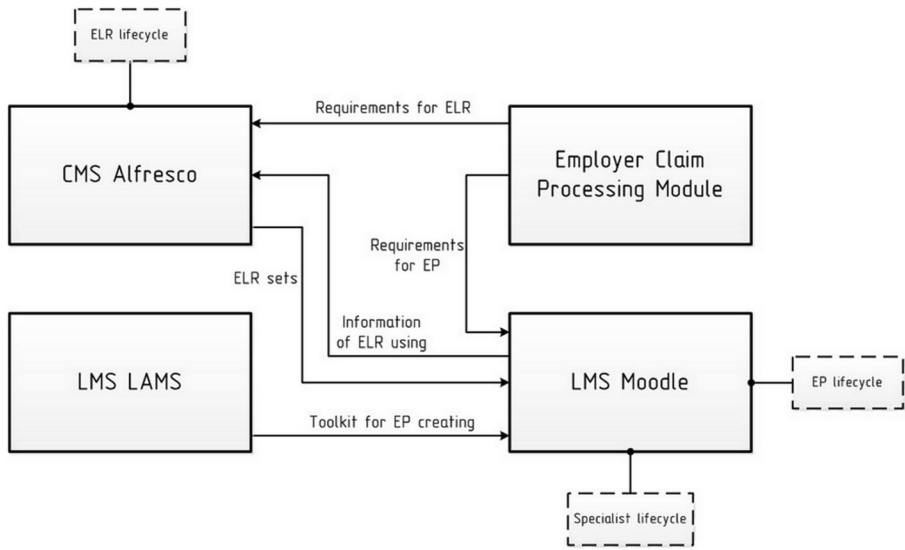 ELR lifecycle
Requirements for ELR
CMS Alfresco
Employer Claim
Processing Module
Requirements
for EP
ELR sets
Information
of ELR using
LMS LAMS
LMS Moodle
EP lifecycle
Toolkit for EP creating
Specialist lifecycle